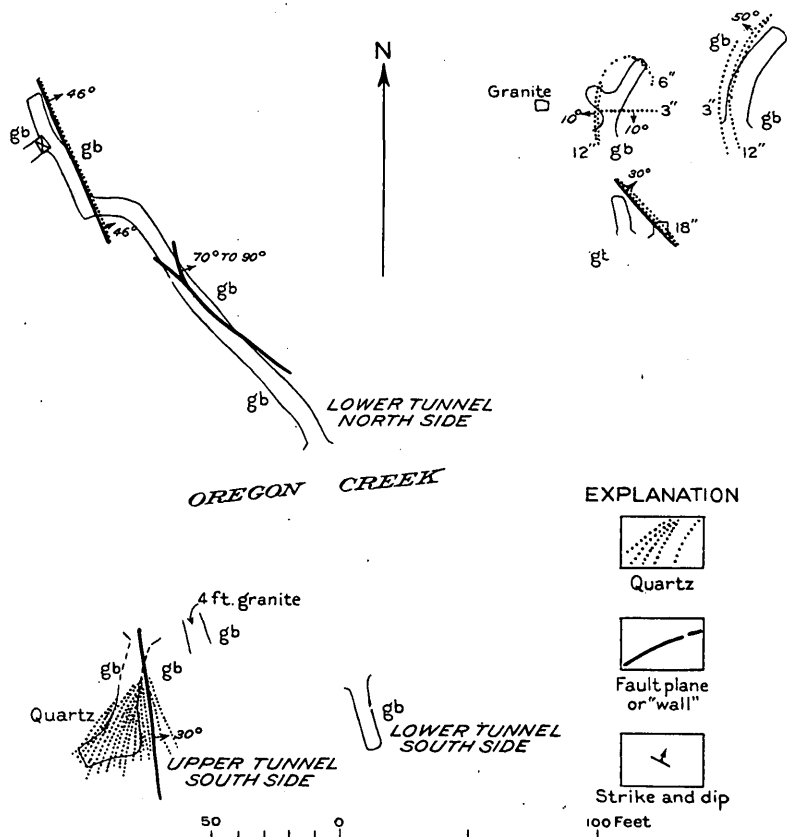 50°
gb
N
6"
46°
Granite
3"
3"
gb
gb
10°
10°
gb
12"
gb
12"
30°
46°
18"
70° TO 90°
gt
gb
gb
LOWER TUNNEL
NORTH SIDE
OREGON CREEK
EXPLANATION
Quartz
4 ft. granite
gb
gb
gb
Fault plane
or "wall"
Quartz
gb
30°
LOWER TUNNEL
SOUTH SIDE
UPPER TUNNEL
SOUTH SIDE
Strike and dip
50 0 100 Feet